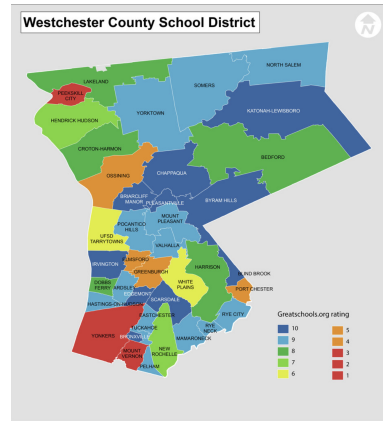 Westchester County School District
N
NORTH SALEM
SOMERS
LAKELAND
PEEKSKILL
CITY
YORKTOWN
KATONAH-LEWISBORO
HENDRICK HUDSON
CROTON-HARMON
BEDFORD
OSSINING
CHAPPAQUA
BRIARCLIFF
MANOR
PLEASANTVILLE
BYRAM HILLS
MOUNT
PLEASANT
POCANTICO
HILLS
UFSD
TARRYTOWNS
VALHALLA
IRVINGTON
ELMSFORD
HARRISON
GREENBURGH
BLIND BROOK
WHITE
PLAINS
DOBBS
FERRY
ARDSLEY
PORT CHESTER
EDGEMONT
SCARSDALE
HASTINGS-ON-HUDSON
RYE CITY
EASTCHESTER
TUCKAHOE
RYE
NECK
YONKERS
BRONXVILLE
MAMARONECK
MOUNT
VERNON
NEW
ROCHELLE
PELHAM
Greatschools.org rating
10
9
8
7
6
5
4
3
2
1